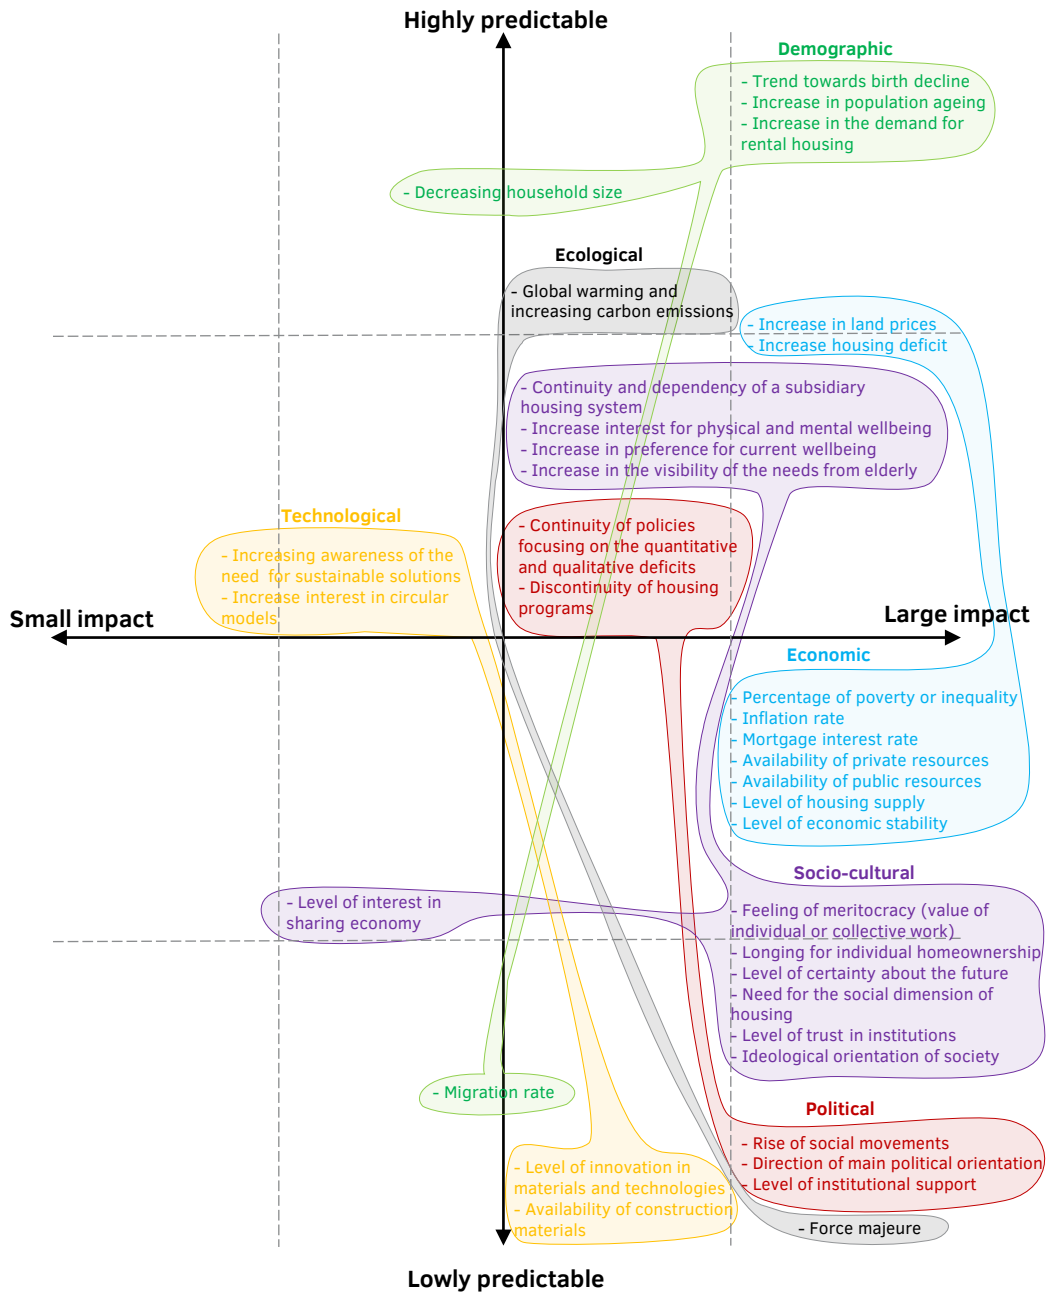 Highly predictable
Demographic
- Trend towards birth decline
- Increase in population ageing
- Increase in the demand for
rental housing
- Decreasing household size
Ecological
- Global warming and
increasing carbon emissions
- Increase in land prices
- Increase housing deficit
- Continuity and dependency of a subsidiary
housing system
- Increase interest for physical and mental wellbeing
- Increase in preference for current wellbeing
- Increase in the visibility of the needs from elderly
Technological
- Increasing awareness of the
need for sustainable solutions
- Increase interest in circular
models
- Continuity of policies
focusing on the quantitative
and qualitative deficits
- Discontinuity of housing
programs
Small impact
Large impact
Economic
- Percentage of poverty or inequality
- Inflation rate
- Mortgage interest rate
- Availability of private resources
- Availability of public resources
- Level of housing supply
- Level of economic stability
Socio-cultural
- Level of interest in
sharing economy
- Feeling of meritocracy (value of
individual or collective work)
- Longing for individual homeownership
- Level of certainty about the future
- Need for the social dimension of
housing
- Level of trust in institutions
- Ideological orientation of society
- Migration rate
Political
- Rise of social movements
- Direction of main political orientation
- Level of institutional support
- Level of innovation in
materials and technologies
- Availability of construction
materials
- Force majeure
Lowly predictable